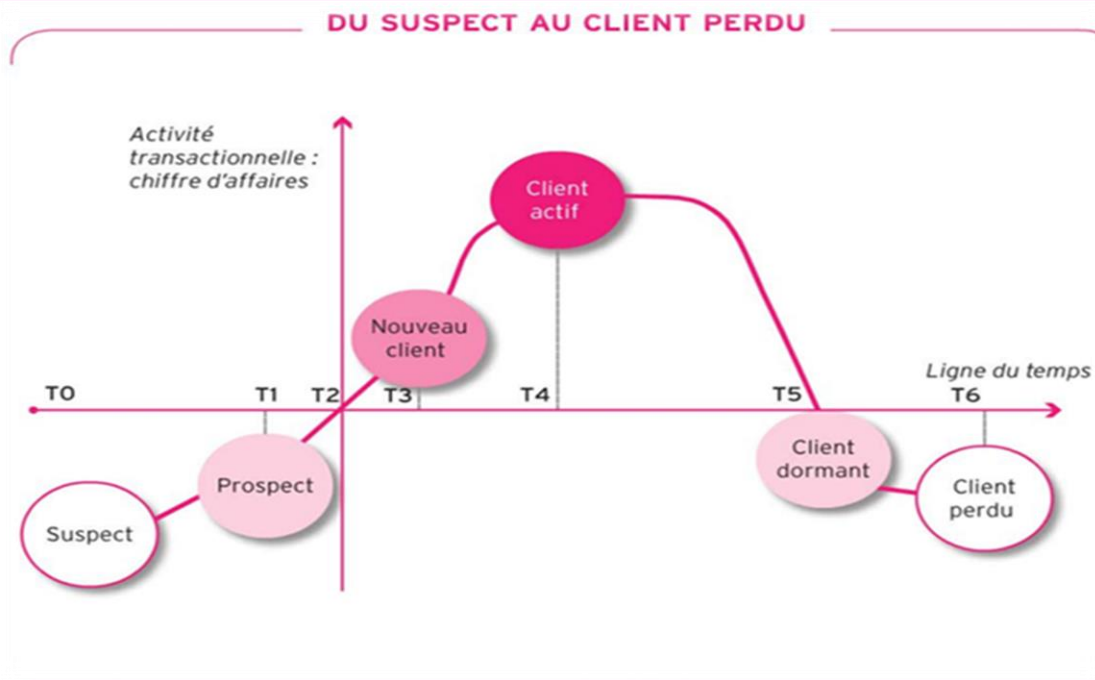 DU SUSPECT AU CLIENT PERDU
Activité
transactionnelle :
chiffre d'affaires
Client
actif
Nouveau
client
Ligne du temps
T0
T1
T2
T3
T4
T5
T6
Prospect
Suspect
Client
dormant
Client
perdu